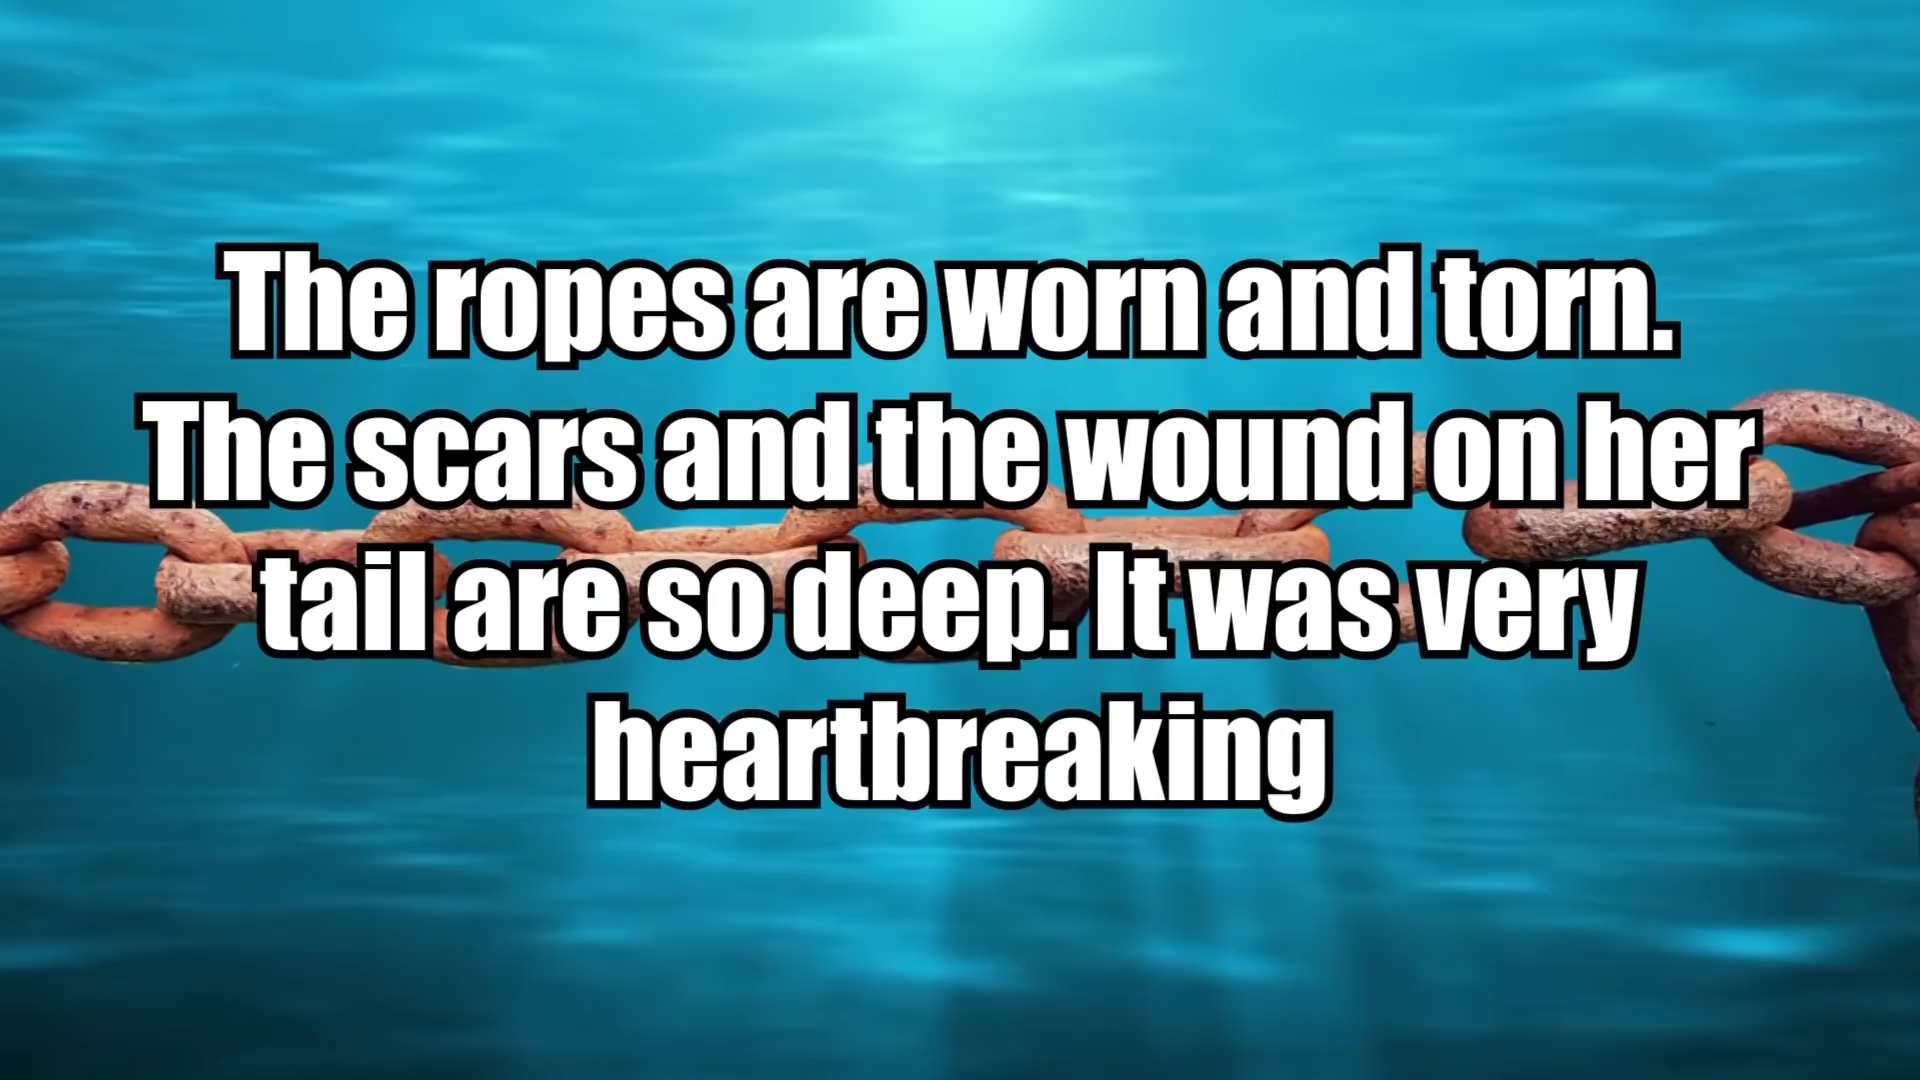 The ropes are worn and torn.
The scars and the wound on her
tail are so deep. It was very
heartbreaking